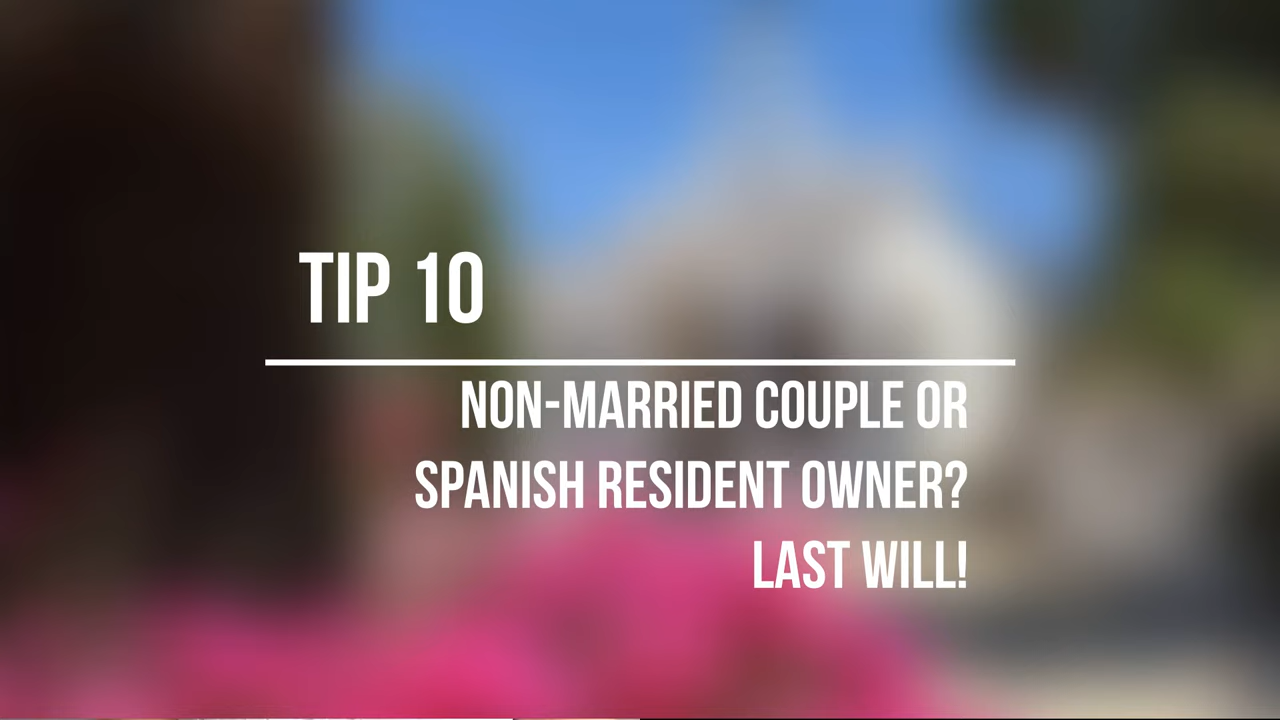 TIP 10
NON-MARRIED COUPLE OR
SPANISH RESIDENT OWNER?
LAST WILL!